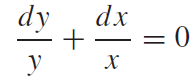 dy/y + dx/x = 0